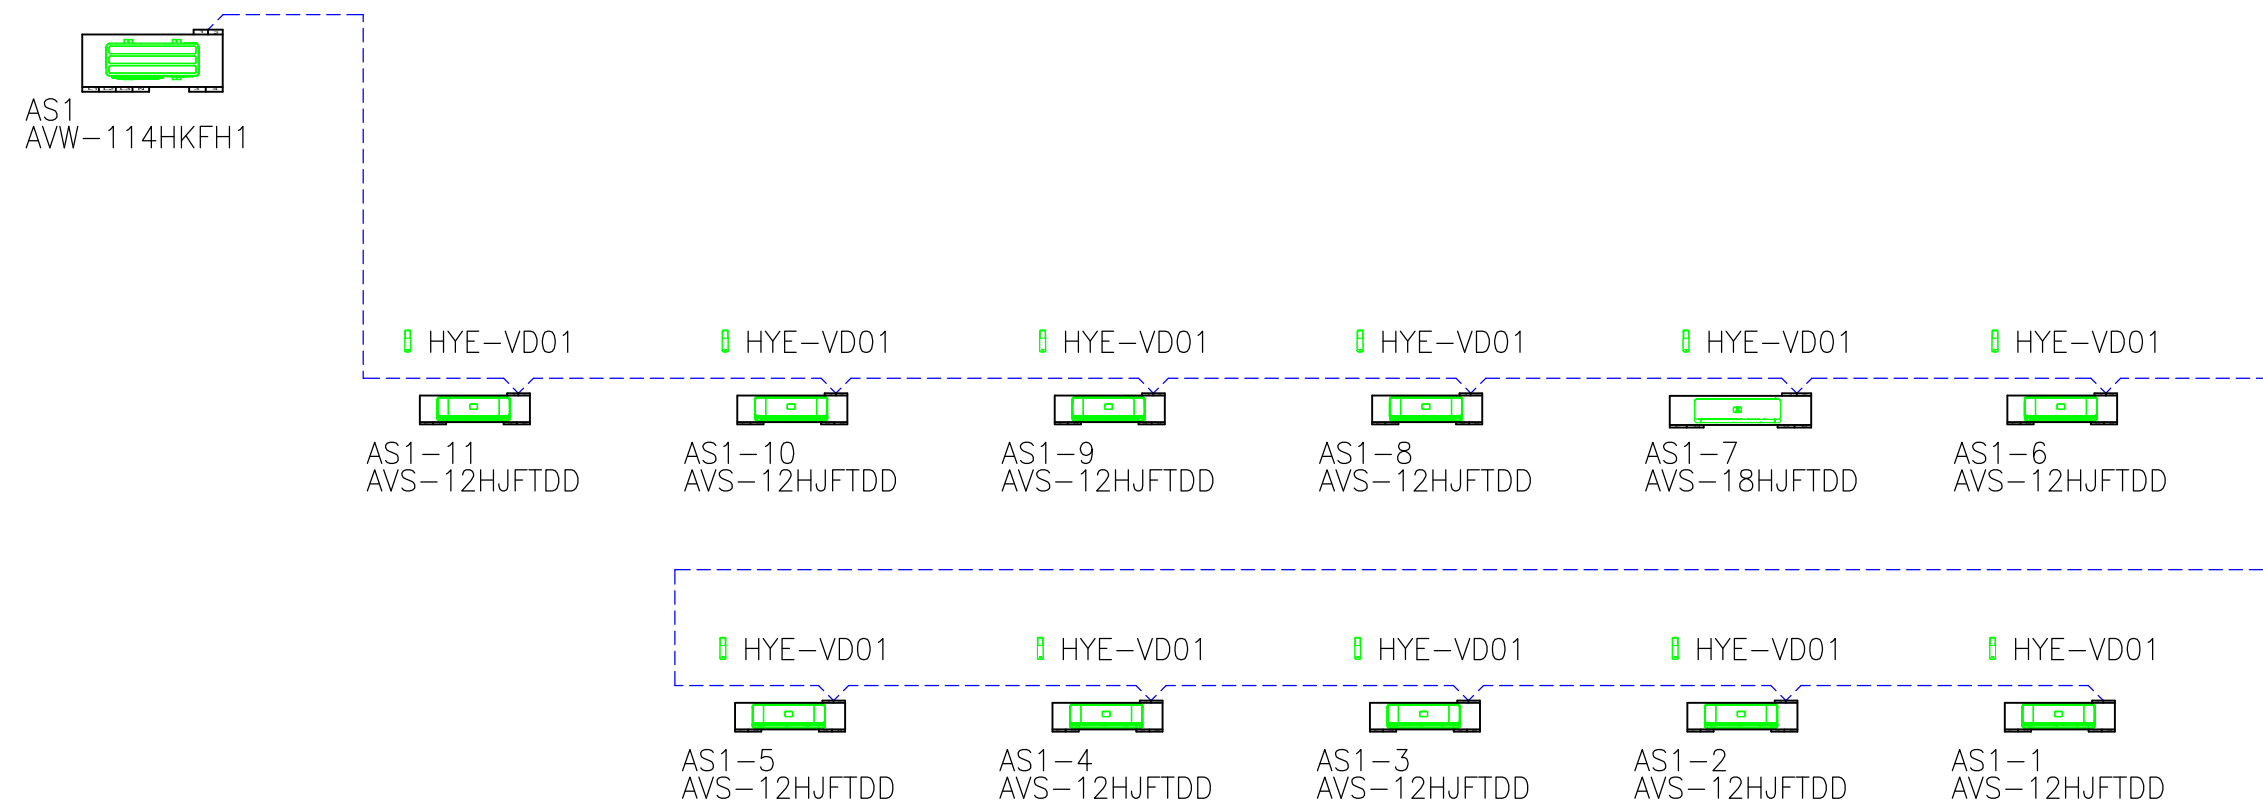 AS1
AVW-114HKFH1
HYE-VD01
HYE-VD01
HYE-VD01
HYE-VD01
HYE-VD01
HYE-VD01
AS1-11
AVS-12HJFTDD
AS1-10
AVS-12HJFTDD
AS1-9
AVS-12HJFTDD
AS1-8
AVS-12HJFTDD
AS1-7
AVS-18HJFTDD
AS1-6
AVS-12HJFTDD
HYE-VD01
HYE-VD01
HYE-VD01
HYE-VD01
HYE-VD01
AS1-5
AVS-12HJFTDD
AS1-4
AVS-12HJFTDD
AS1-3
AVS-12HJFTDD
AS1-2
AVS-12HJFTDD
AS1-1
AVS-12HJFTDD